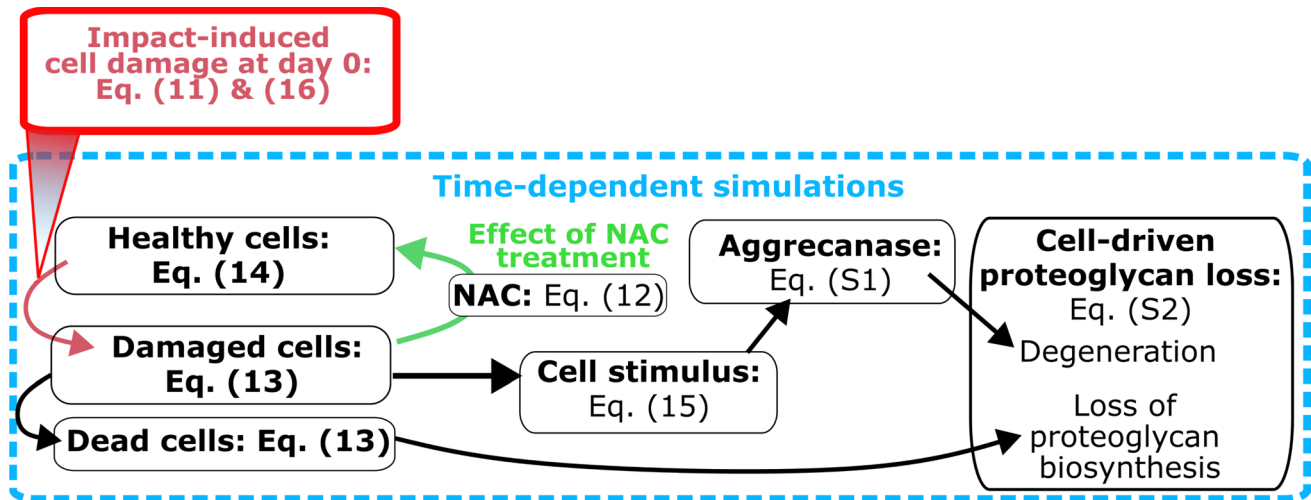 Impact-induced
cell damage at day 0:
Eq. (11) & (16)
Time-dependent simulations
Healthy cells:
Eq. (14)
Effect of NAC
treatment
NAC: Eq. (12)
Aggrecanase:
Eq. (S1)
Cell-driven
proteoglycan loss:
Eq. (S2)
Degeneration
Damaged cells:
Eq. (13)
Cell stimulus:
Eq. (15)
Dead cells: Eq. (13)
Loss of
proteoglycan
biosynthesis